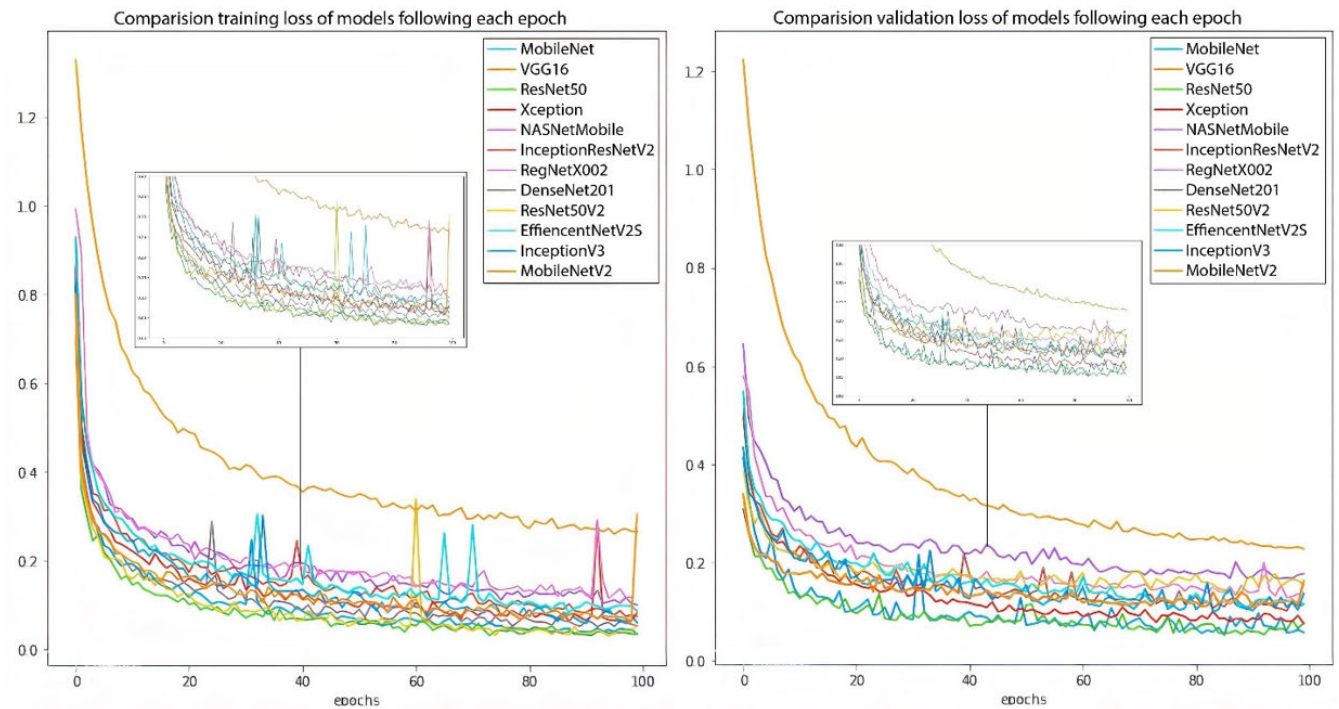 Comparision training loss of models following each epoch
MobileNet
VGG16
ResNet50
Xception
NASNetMobile
InceptionResNetV2
RegNetX002
DenseNet201
ResNet50V2
EffiencentNetV2S
InceptionV3
MobileNetV2
1.2
1.0
0.8
0.6
0.4
0.2
0.0
0 20 40 60 80 100
epochs
Comparision validation loss of models following each epoch
MobileNet
VGG16
ResNet50
Xception
NASNetMobile
InceptionResNetV2
RegNetX002
DenseNet201
ResNet50V2
EffiencentNetV2S
InceptionV3
MobileNetV2
1.2
1.0
0.8
0.6
0.4
0.2
0.0
0 20 40 60 80 100
epochs